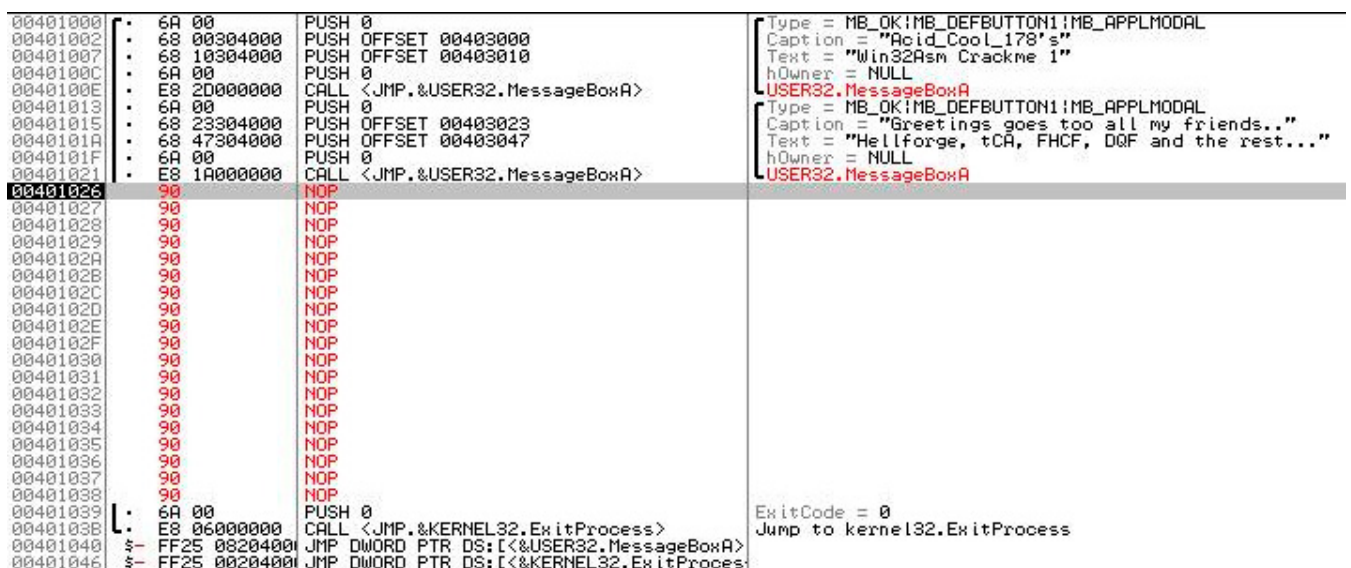 00401000 . 6A 00 PUSH 0 Type = MB_OK|MB_DEFBUTTON1|MB_APPLMODAL
00401002 . 68 00304000 PUSH OFFSET 00403000 Caption = "Acid_Cool_178's"
00401007 . 68 10304000 PUSH OFFSET 00403010 Text = "Win32Asm Crackme 1"
0040100C . 6A 00 PUSH 0 hOwner = NULL
0040100E . E8 2D000000 CALL <JMP.&USER32.MessageBoxA> USER32.MessageBoxA
00401013 . 6A 00 PUSH 0 Type = MB_OK|MB_DEFBUTTON1|MB_APPLMODAL
00401015 . 68 23304000 PUSH OFFSET 00403023 Caption = "Greetings goes too all my friends.."
0040101A . 68 47304000 PUSH OFFSET 00403047 Text = "Hellforge, tCA, FHCF, DQF and the rest..."
0040101F . 6A 00 PUSH 0 hOwner = NULL
00401021 . E8 1A000000 CALL <JMP.&USER32.MessageBoxA> USER32.MessageBoxA
00401026 90 NOP
00401027 90 NOP
00401028 90 NOP
00401029 90 NOP
0040102A 90 NOP
0040102B 90 NOP
0040102C 90 NOP
0040102D 90 NOP
0040102E 90 NOP
0040102F 90 NOP
00401030 90 NOP
00401031 90 NOP
00401032 90 NOP
00401033 90 NOP
00401034 90 NOP
00401035 90 NOP
00401036 90 NOP
00401037 90 NOP
00401038 90 NOP
00401039 . 6A 00 PUSH 0 ExitCode = 0
0040103B . E8 06000000 CALL <JMP.&KERNEL32.ExitProcess> Jump to kernel32.ExitProcess
00401040 $- FF25 0820400 JMP DWORD PTR DS:[<&USER32.MessageBoxA>
00401046 $- FF25 0020400 JMP DWORD PTR DS:[<&KERNEL32.ExitProces